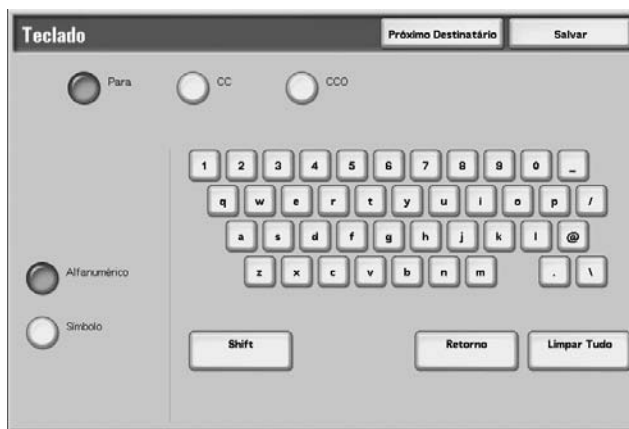 Teclado Próximo Destinatário Salvar
Para CC CCO
1 2 3 4 5 6 7 8 9 0 _
q w e r t y u i o p /
a s d f g h j k l @
z x c v b n m . \
Alfanumérico
Símbolo
Shift Retorno Limpar Tudo